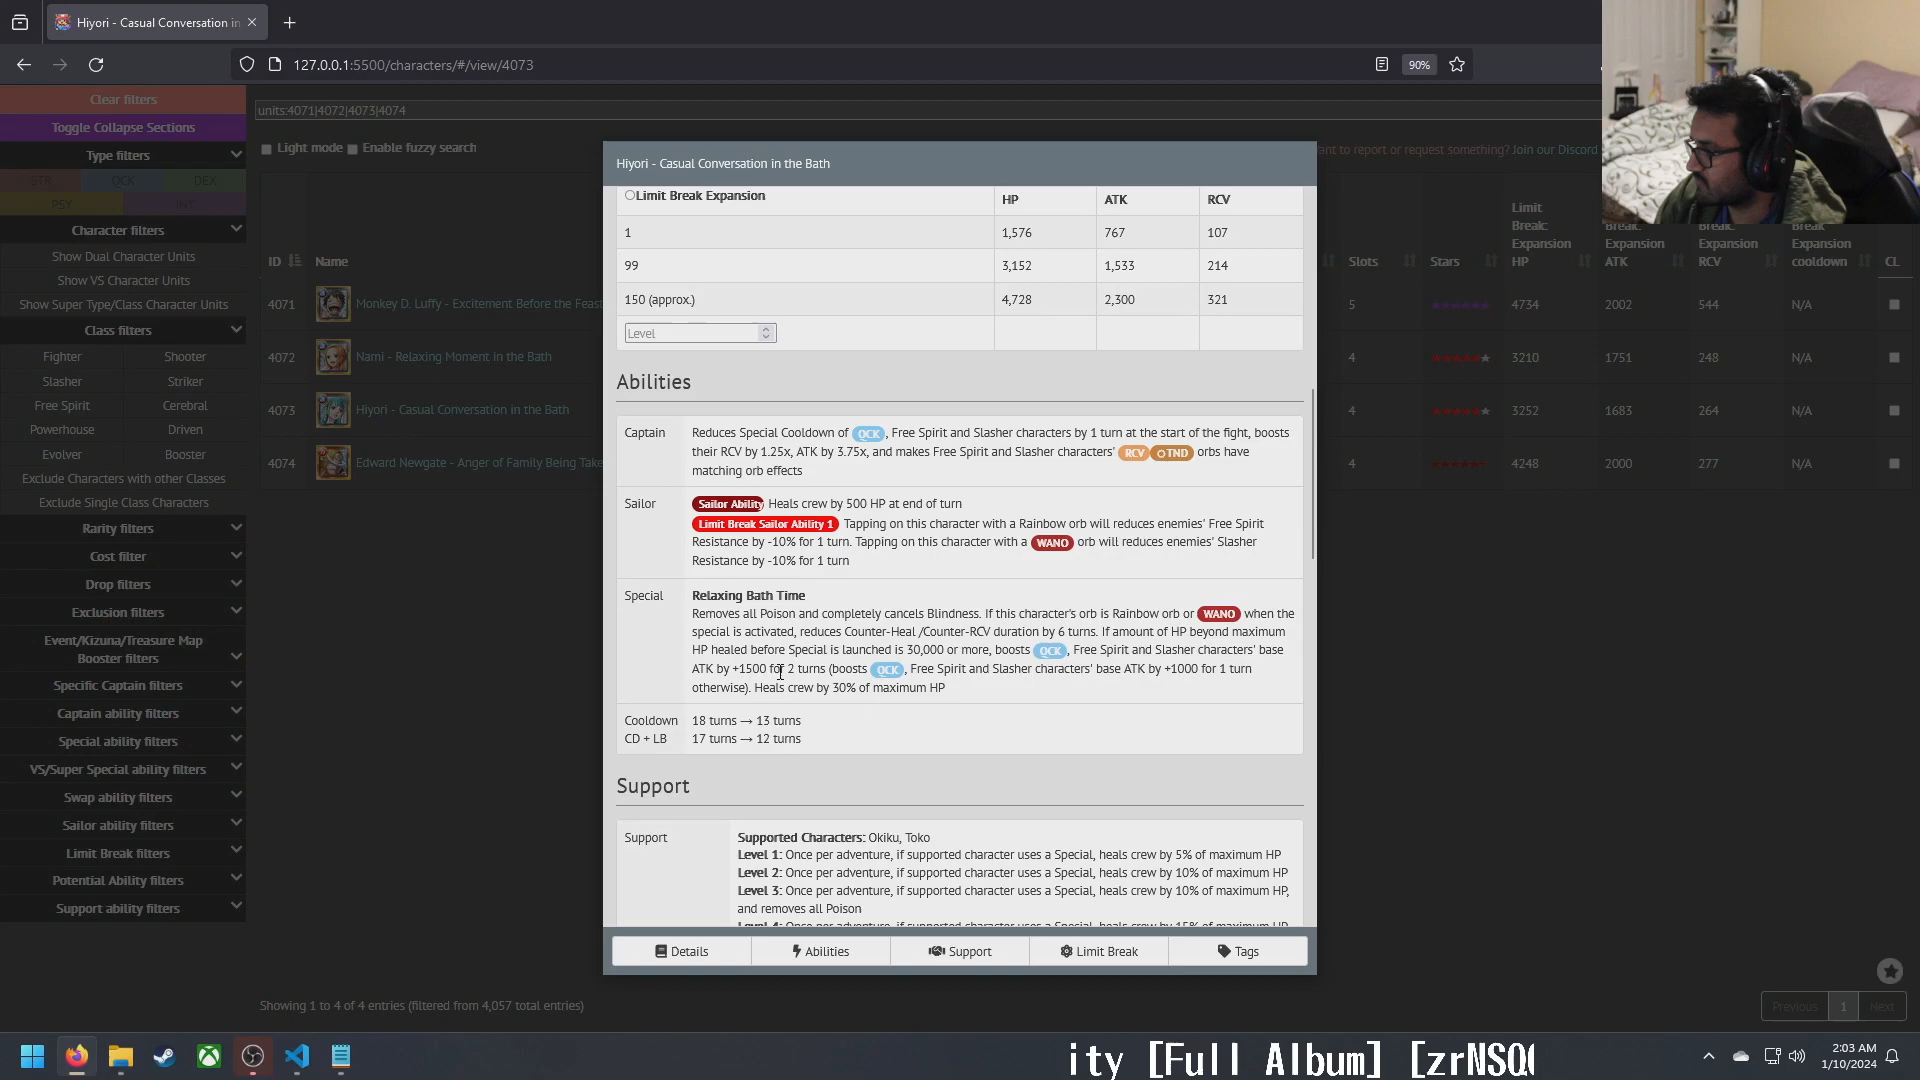 Hiyori - Casual Conversation in
127.0.0.1:5500/characters/#/view/4073
90%
Clear filters
Toggle Collapse Sections
Type filters
STR
QCK
DEX
PSY
INT
Character filters
Show Dual Character Units
Show VS Character Units
Show Super Type/Class Character Units
Class filters
Fighter
Shooter
Slasher
Striker
Free Spirit
Cerebral
Powerhouse
Driven
Evolver
Booster
Exclude Characters with other Classes
Exclude Single Class Characters
Rarity filters
Cost filter
Drop filters
Exclusion filters
Event/Kizuna/Treasure Map
Booster filters
Specific Captain filters
Captain ability filters
Special ability filters
VS/Super Special ability filters
Swap ability filters
Sailor ability filters
Limit Break filters
Potential Ability filters
Support ability filters
units:4071|4072|4073|4074
Light mode
Enable fuzzy search
ant to report or request something? Join our Discord
ID
Name
4071
Monkey D. Luffy - Excitement Before the Feast
4072
Nami - Relaxing Moment in the Bath
4073
Hiyori - Casual Conversation in the Bath
4074
Edward Newgate - Anger of Family Being Take
Hiyori - Casual Conversation in the Bath
Limit Break Expansion HP ATK RCV
1 1,576 767 107
99 3,152 1,533 214
150 (approx.) 4,728 2,300 321
Level
Abilities
Captain
Reduces Special Cooldown of QCK, Free Spirit and Slasher characters by 1 turn at the start of the fight, boosts
their RCV by 1.25x, ATK by 3.75x, and makes Free Spirit and Slasher characters' RCV TND orbs have
matching orb effects
Sailor
Sailor Ability: Heals crew by 500 HP at end of turn
Limit Break Sailor Ability 1 Tapping on this character with a Rainbow orb will reduces enemies' Free Spirit
Resistance by -10% for 1 turn. Tapping on this character with a WANO orb will reduces enemies' Slasher
Resistance by -10% for 1 turn
Special
Relaxing Bath Time
Removes all Poison and completely cancels Blindness. If this character's orb is Rainbow orb or WANO when the
special is activated, reduces Counter-Heal /Counter-RCV duration by 6 turns. If amount of HP beyond maximum
HP healed before Special is launched is 30,000 or more, boosts QCK, Free Spirit and Slasher characters' base
ATK by +1500 for 2 turns (boosts QCK, Free Spirit and Slasher characters' base ATK by +1000 for 1 turn
otherwise). Heals crew by 30% of maximum HP
Cooldown 18 turns → 13 turns
CD + LB 17 turns → 12 turns
Support
Support
Supported Characters: Okiku, Toko
Level 1: Once per adventure, if supported character uses a Special, heals crew by 5% of maximum HP
Level 2: Once per adventure, if supported character uses a Special, heals crew by 10% of maximum HP
Level 3: Once per adventure, if supported character uses a Special, heals crew by 10% of maximum HP,
and removes all Poison
Level 4: Once per adventure, if supported character uses a Special, heals crew by 15% of maximum HP
Details
Abilities
Support
Limit Break
Tags
Slots
Stars
Limit
Break:
Expansion
HP
Break:
Expansion
ATK
Break:
Expansion
RCV
Break
Expansion
cooldown
CL
5 4734 2002 544 N/A
4 3210 1751 248 N/A
4 3252 1683 264 N/A
4 4248 2000 277 N/A
Showing 1 to 4 of 4 entries (filtered from 4,057 total entries)
Previous
1
Next
ity [Full Album] [zrNSQ
2:03 AM
1/10/2024